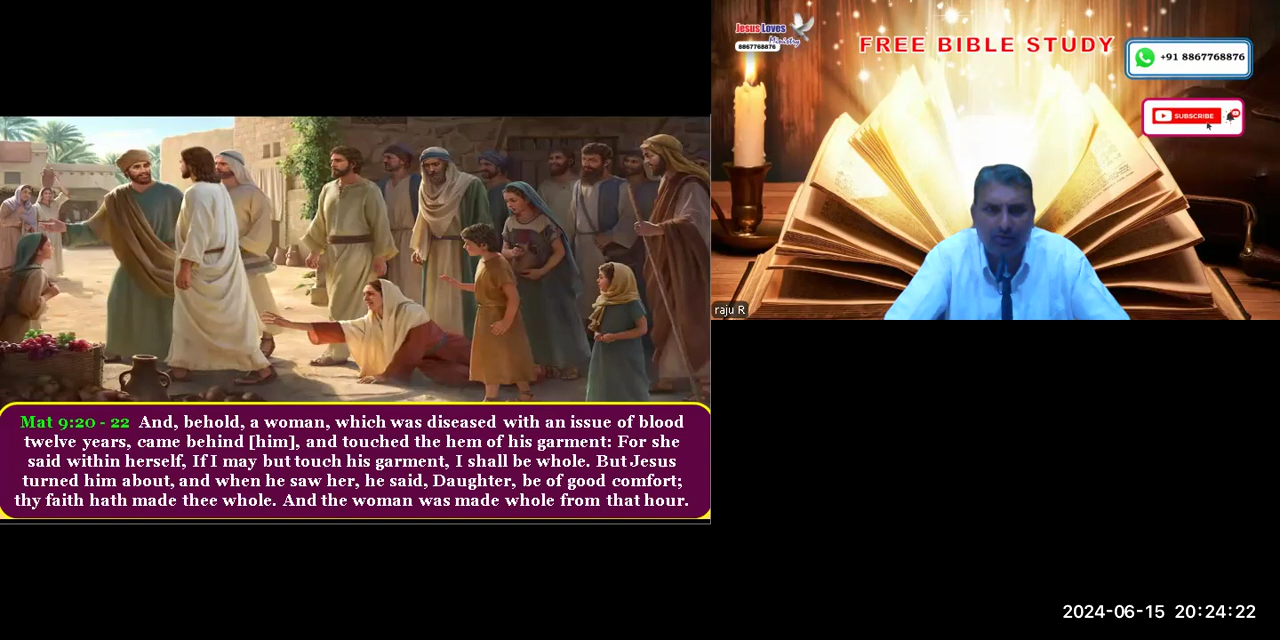 Jesus Loves
Ministry
8867768876
FREE BIBLE STUDY
+91 8867768876
SUBSCRIBE
raju R
Mat 9:20 - 22 And, behold, a woman, which was diseased with an issue of blood
twelve years, came behind [him], and touched the hem of his garment: For she
said within herself, If I may but touch his garment, I shall be whole. But Jesus
turned him about, and when he saw her, he said, Daughter, be of good comfort;
thy faith hath made thee whole. And the woman was made whole from that hour.
2024-06-15 20:24:22